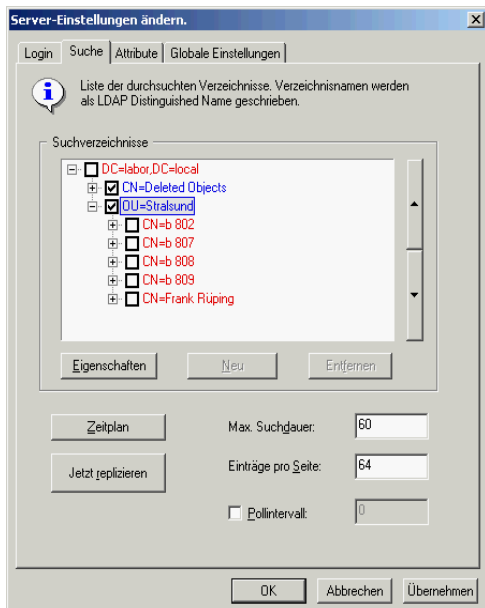 Server-Einstellungen ändern.
Login Suche Attribute Globale Einstellungen
Liste der durchsuchten Verzeichnisse. Verzeichnisnamen werden
als LDAP Distinguished Name geschrieben.
Suchverzeichnisse
DC=labor,DC=local
CN=Deleted Objects
OU=Stralsund
CN=b 802
CN=b 807
CN=b 808
CN=b 809
CN=Frank Rüping
Eigenschaften Neu Entfernen
Zeitplan Max. Suchdauer: 60
Jetzt replizieren Einträge pro Seite: 64
Pollintervall: 0
OK Abbrechen Übernehmen